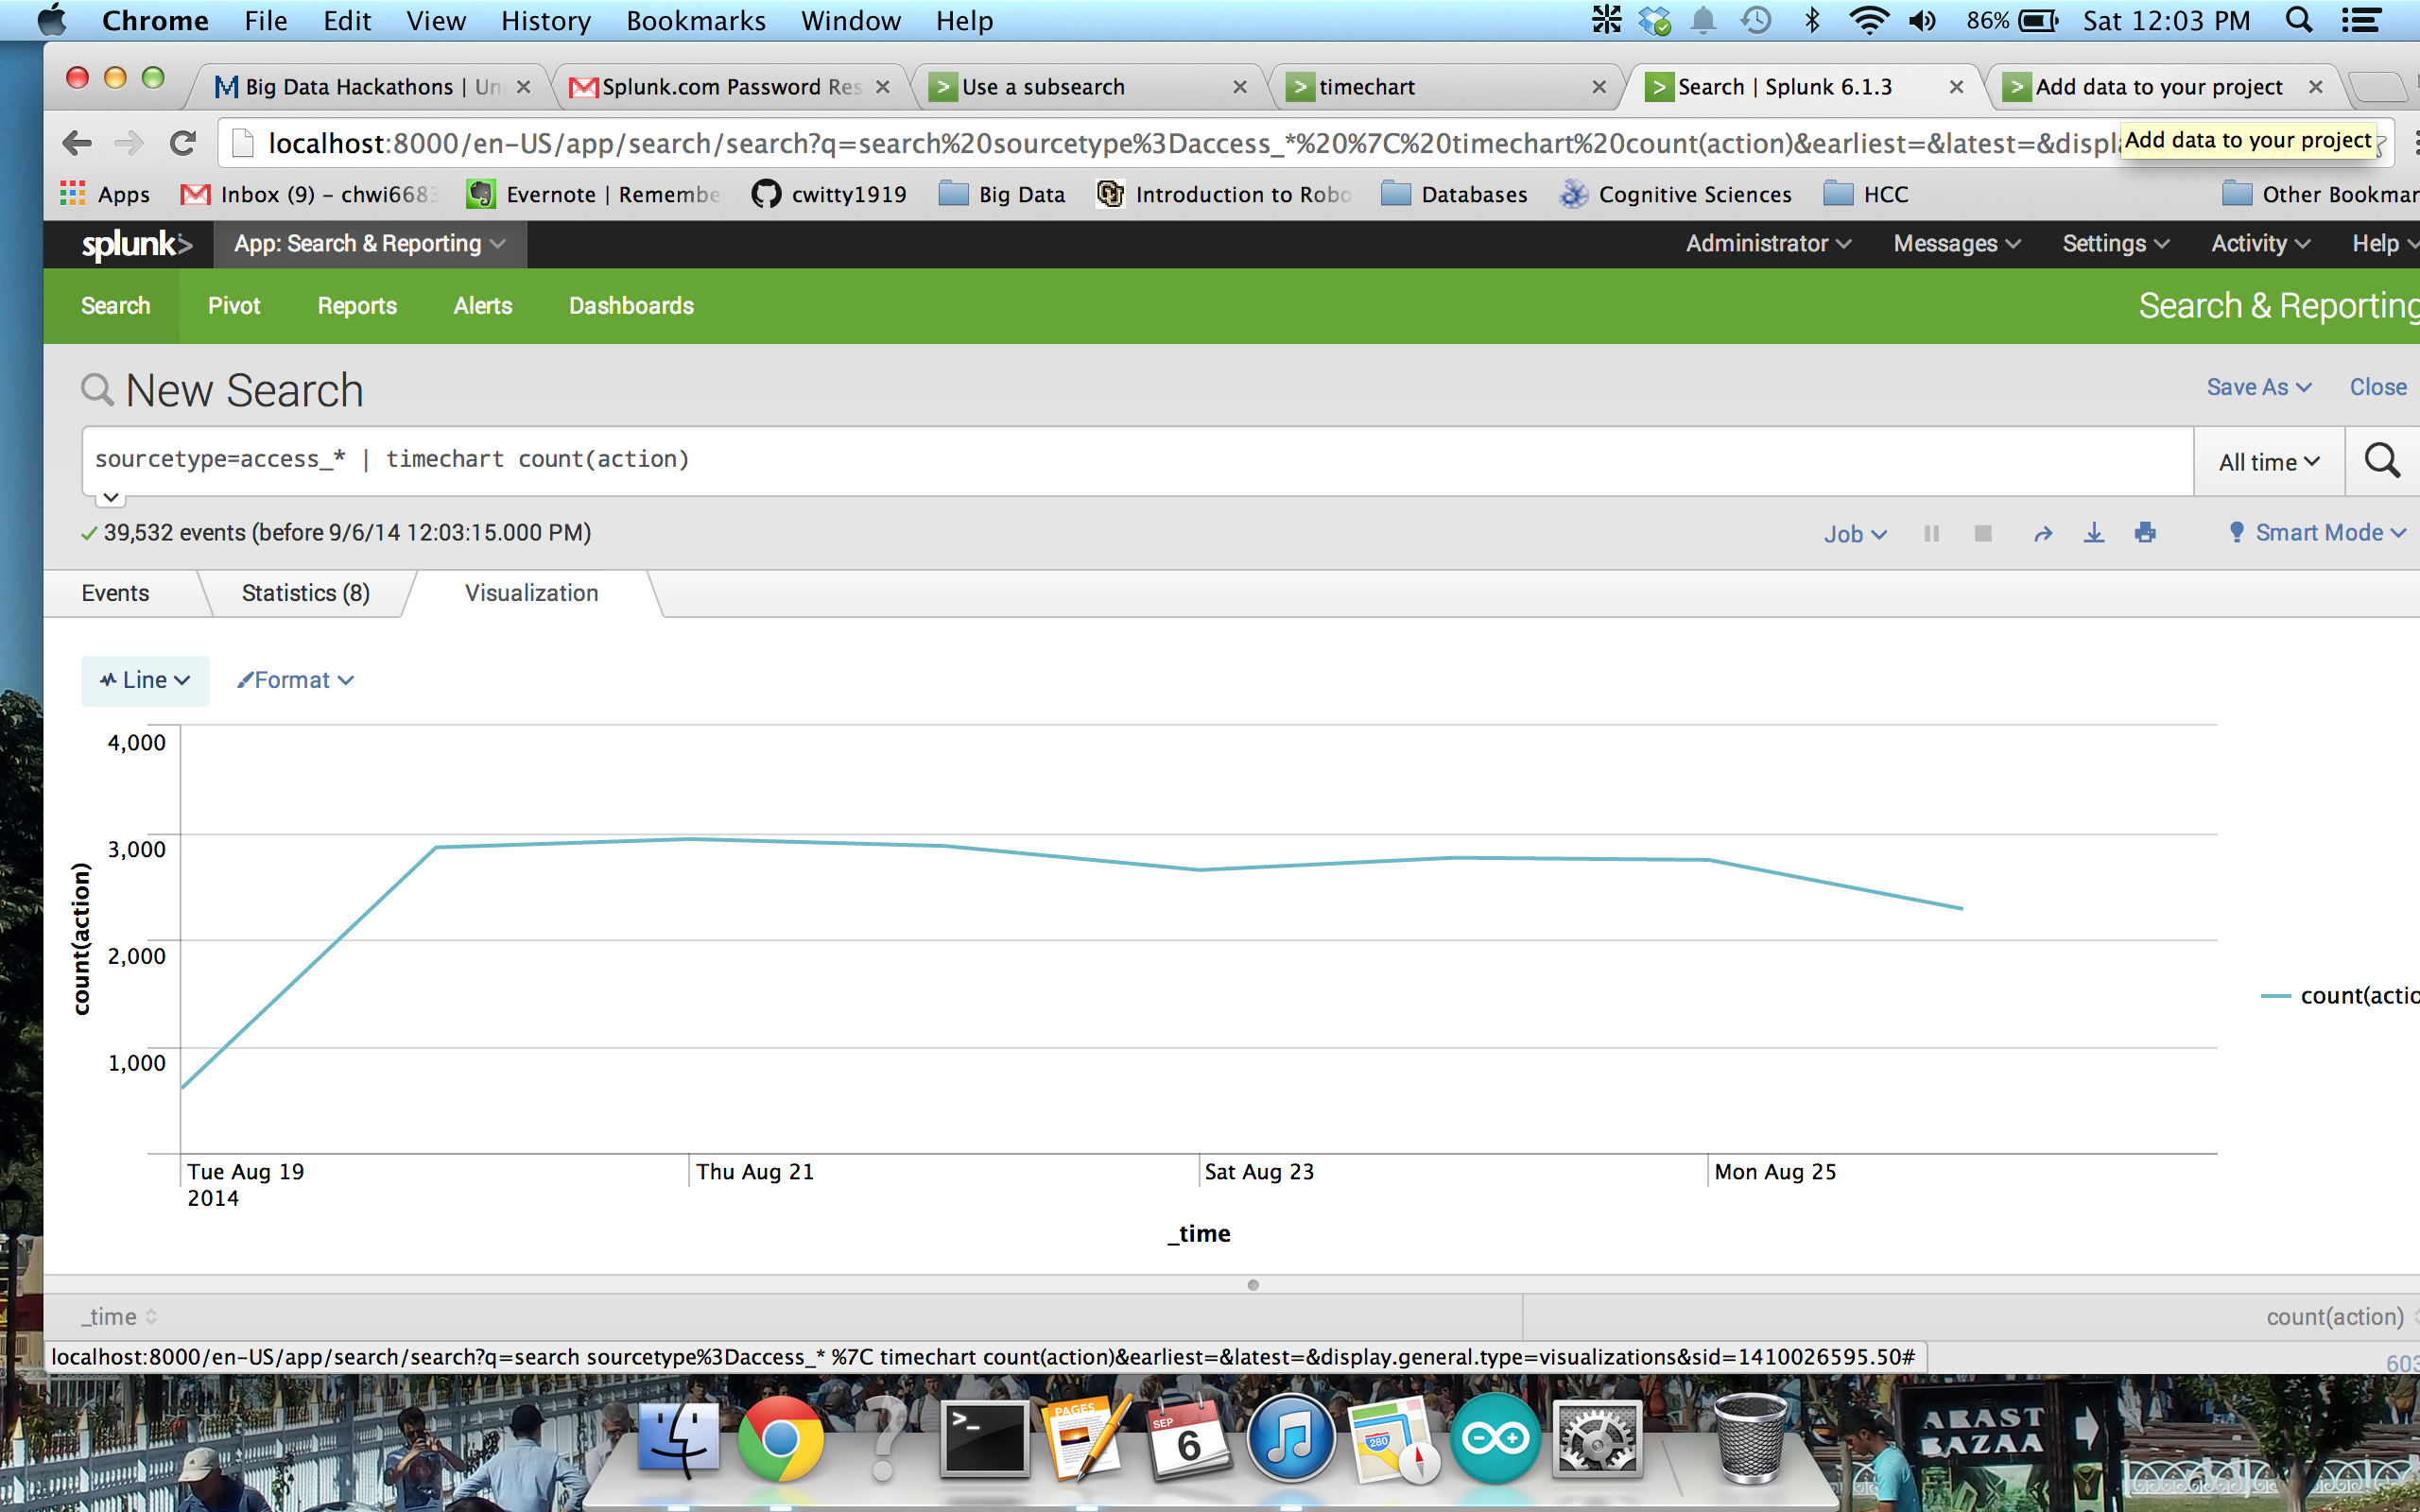 Chrome File Edit View History Bookmarks Window Help 86% Sat 12:03 PM
Big Data Hackathons | Un Splunk.com Password Res Use a subsearch timechart Search | Splunk 6.1.3 Add data to your project
localhost:8000/en-US/app/search/search?q=search%20sourcetype%3Daccess_*%20%7C%20timechart%20count(action)&earliest=&latest=&displ
Add data to your project
Apps Inbox (9) - chwi6683 Evernote | Remembe cwitty1919 Big Data Introduction to Robo Databases Cognitive Sciences HCC Other Bookmar
splunk> App: Search & Reporting Administrator Messages Settings Activity Help
Search Pivot Reports Alerts Dashboards Search & Reporting
New Search Save As Close
sourcetype=access_* | timechart count(action) All time
39,532 events (before 9/6/14 12:03:15.000 PM) Job Smart Mode
Events Statistics (8) Visualization
Line Format
4,000
3,000
2,000
1,000
count(action)
count(actio
Tue Aug 19 Thu Aug 21 Sat Aug 23 Mon Aug 25
2014
_time
_time count(action)
localhost:8000/en-US/app/search/search?q=search sourcetype%3Daccess_* %7C timechart count(action)&earliest=&latest=&display.general.type=visualizations&sid=1410026595.50#
603
PAGES
SEP
6
280
ARAST
BAZAA